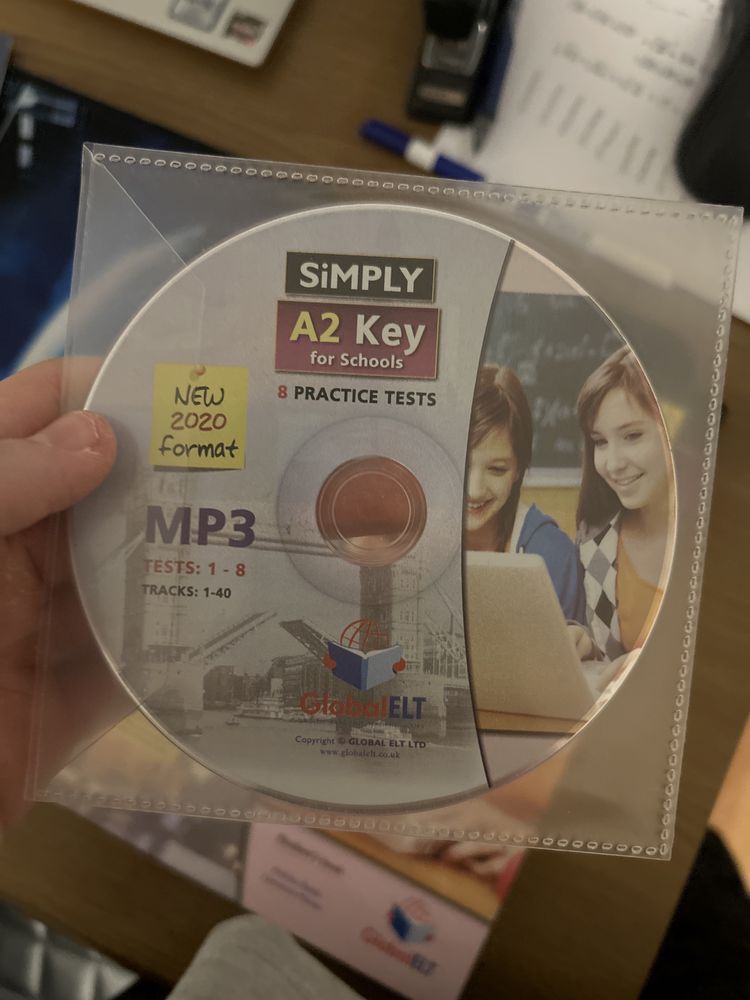 SiMPLY
A2 Key
for Schools
8 PRACTICE TESTS
NEW
2020
format
MP3
TESTS: 1 - 8
TRACKS: 1-40
GlobalELT
Copyright © GLOBAL ELT LTD
www.globalelt.co.uk
GlobalELT